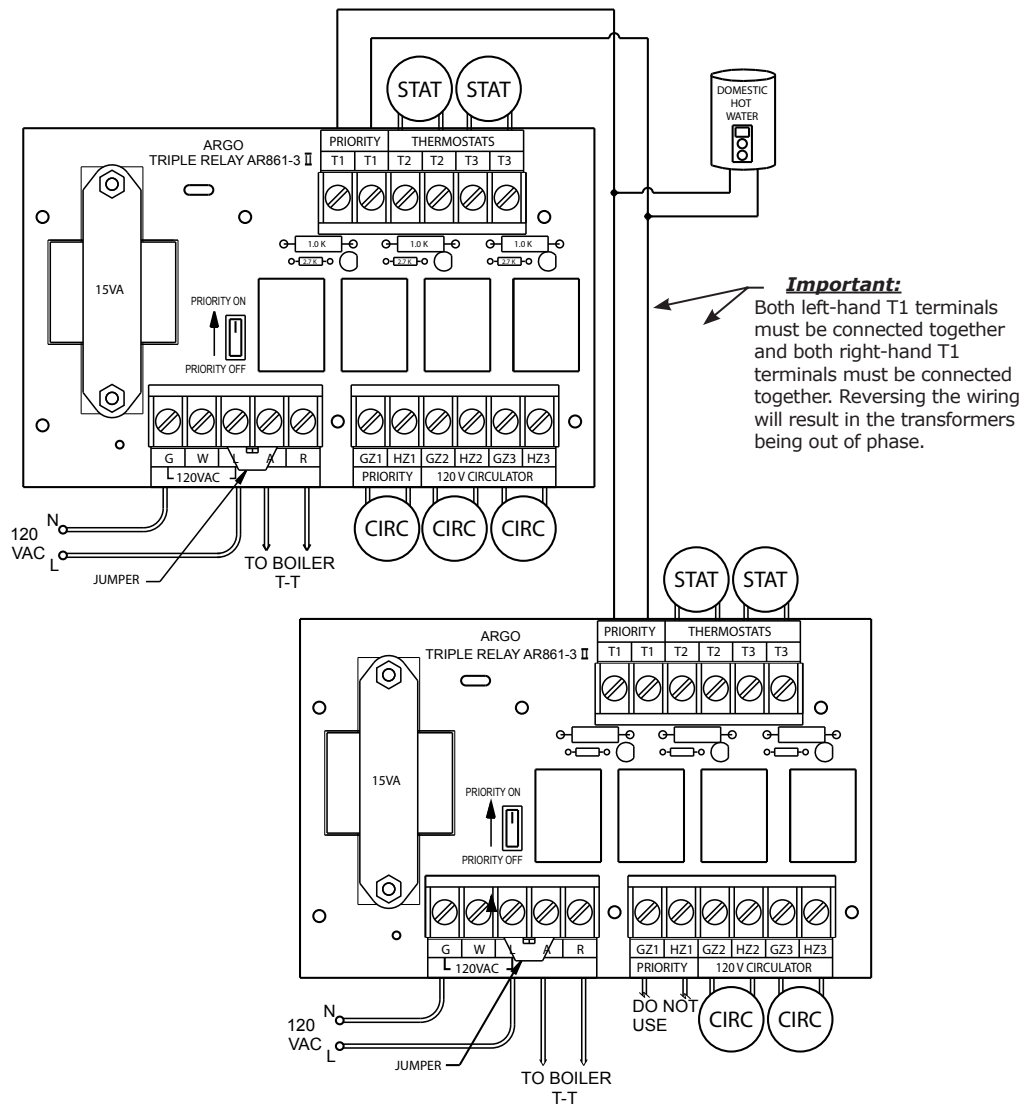 STAT STAT
DOMESTIC
HOT
WATER
ARGO
TRIPLE RELAY AR861-3 II
PRIORITY THERMOSTATS
T1 T1 T2 T2 T3 T3
1.0 K 1.0 K 1.0 K
2.7 K 2.7 K 2.7 K
15VA
PRIORITY ON
PRIORITY OFF
Important:
Both left-hand T1 terminals
must be connected together
and both right-hand T1
terminals must be connected
together. Reversing the wiring
will result in the transformers
being out of phase.
G W L A R
120VAC
GZ1 HZ1 GZ2 HZ2 GZ3 HZ3
PRIORITY 120 V CIRCULATOR
CIRC CIRC CIRC
120
VAC
N
L
JUMPER
TO BOILER
T-T
STAT STAT
ARGO
TRIPLE RELAY AR861-3 II
PRIORITY THERMOSTATS
T1 T1 T2 T2 T3 T3
15VA
PRIORITY ON
PRIORITY OFF
G W L A R
120VAC
GZ1 HZ1 GZ2 HZ2 GZ3 HZ3
PRIORITY 120 V CIRCULATOR
DO NOT
USE
CIRC CIRC
120
VAC
N
L
JUMPER
TO BOILER
T-T